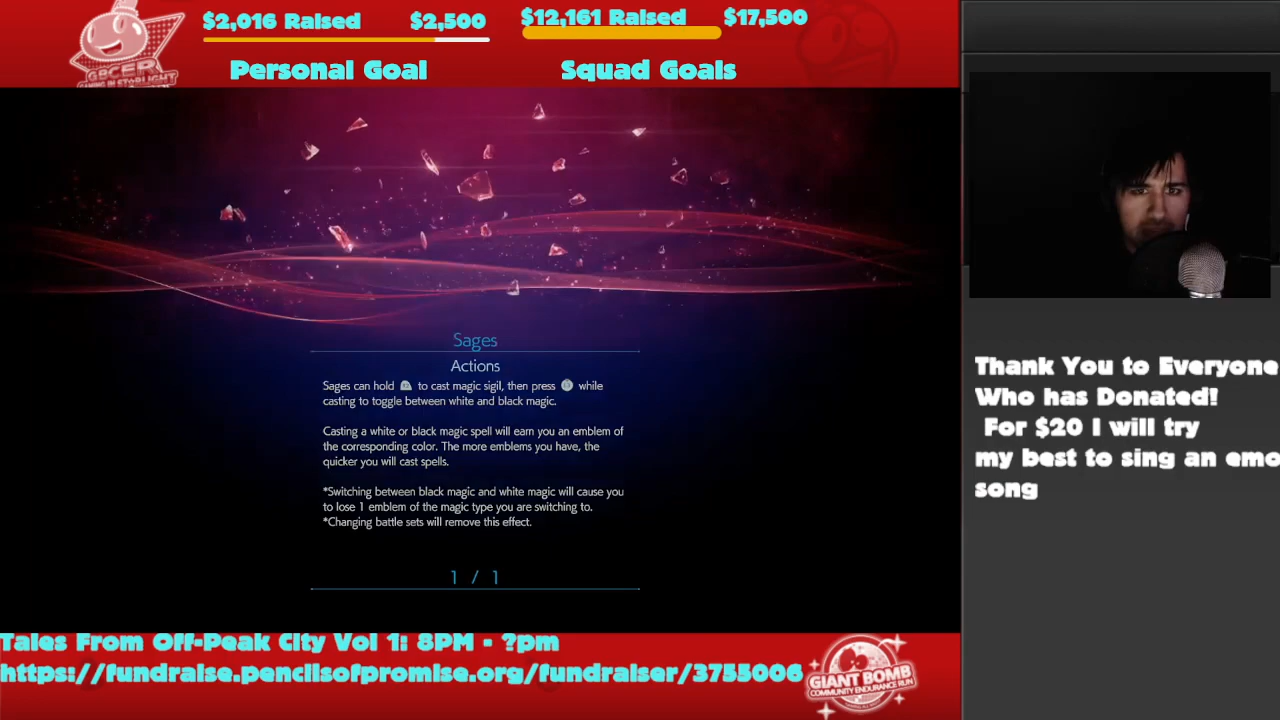 $2,016 Raised $2,500
$12,161 Raised $17,500
Personal Goal
Squad Goals
GBCER
GAMING IN STARLIGHT
Sages
Actions
Sages can hold to cast magic sigil, then press while
casting to toggle between white and black magic.
Casting a white or black magic spell will earn you an emblem of
the corresponding color. The more emblems you have, the
quicker you will cast spells.
*Switching between black magic and white magic will cause you
to lose 1 emblem of the magic type you are switching to.
*Changing battle sets will remove this effect.
1 / 1
Thank You to Everyone
Who has Donated!
For $20 I will try
my best to sing an emo
song
Tales From Off-Peak City Vol 1: 8PM - ?pm
https://fundraise.pencilsofpromise.org/fundraiser/3755006
GIANT BOMB
COMMUNITY ENDURANCE RUN